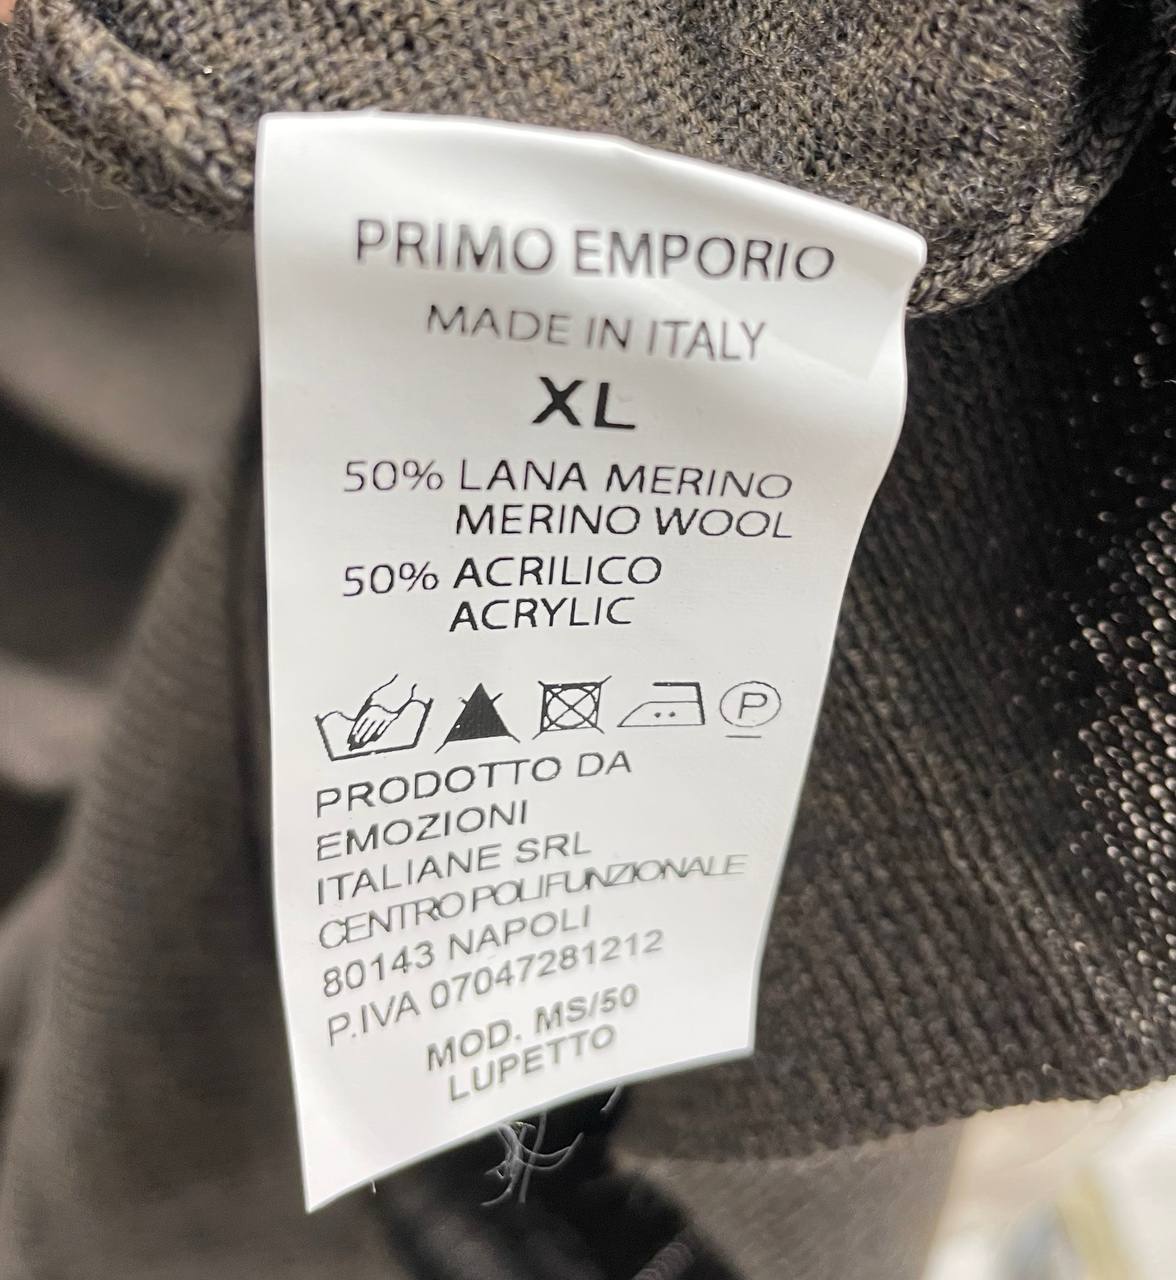 PRIMO EMPORIO
MADE IN ITALY
XL
50% LANA MERINO
MERINO WOOL
50% ACRILICO
ACRYLIC
P
PRODOTTO DA
EMOZIONI
ITALIANE SRL
CENTRO POLIFUNZIONALE
80143 NAPOLI
P.IVA 07047281212
MOD. MS/50
LUPETTO